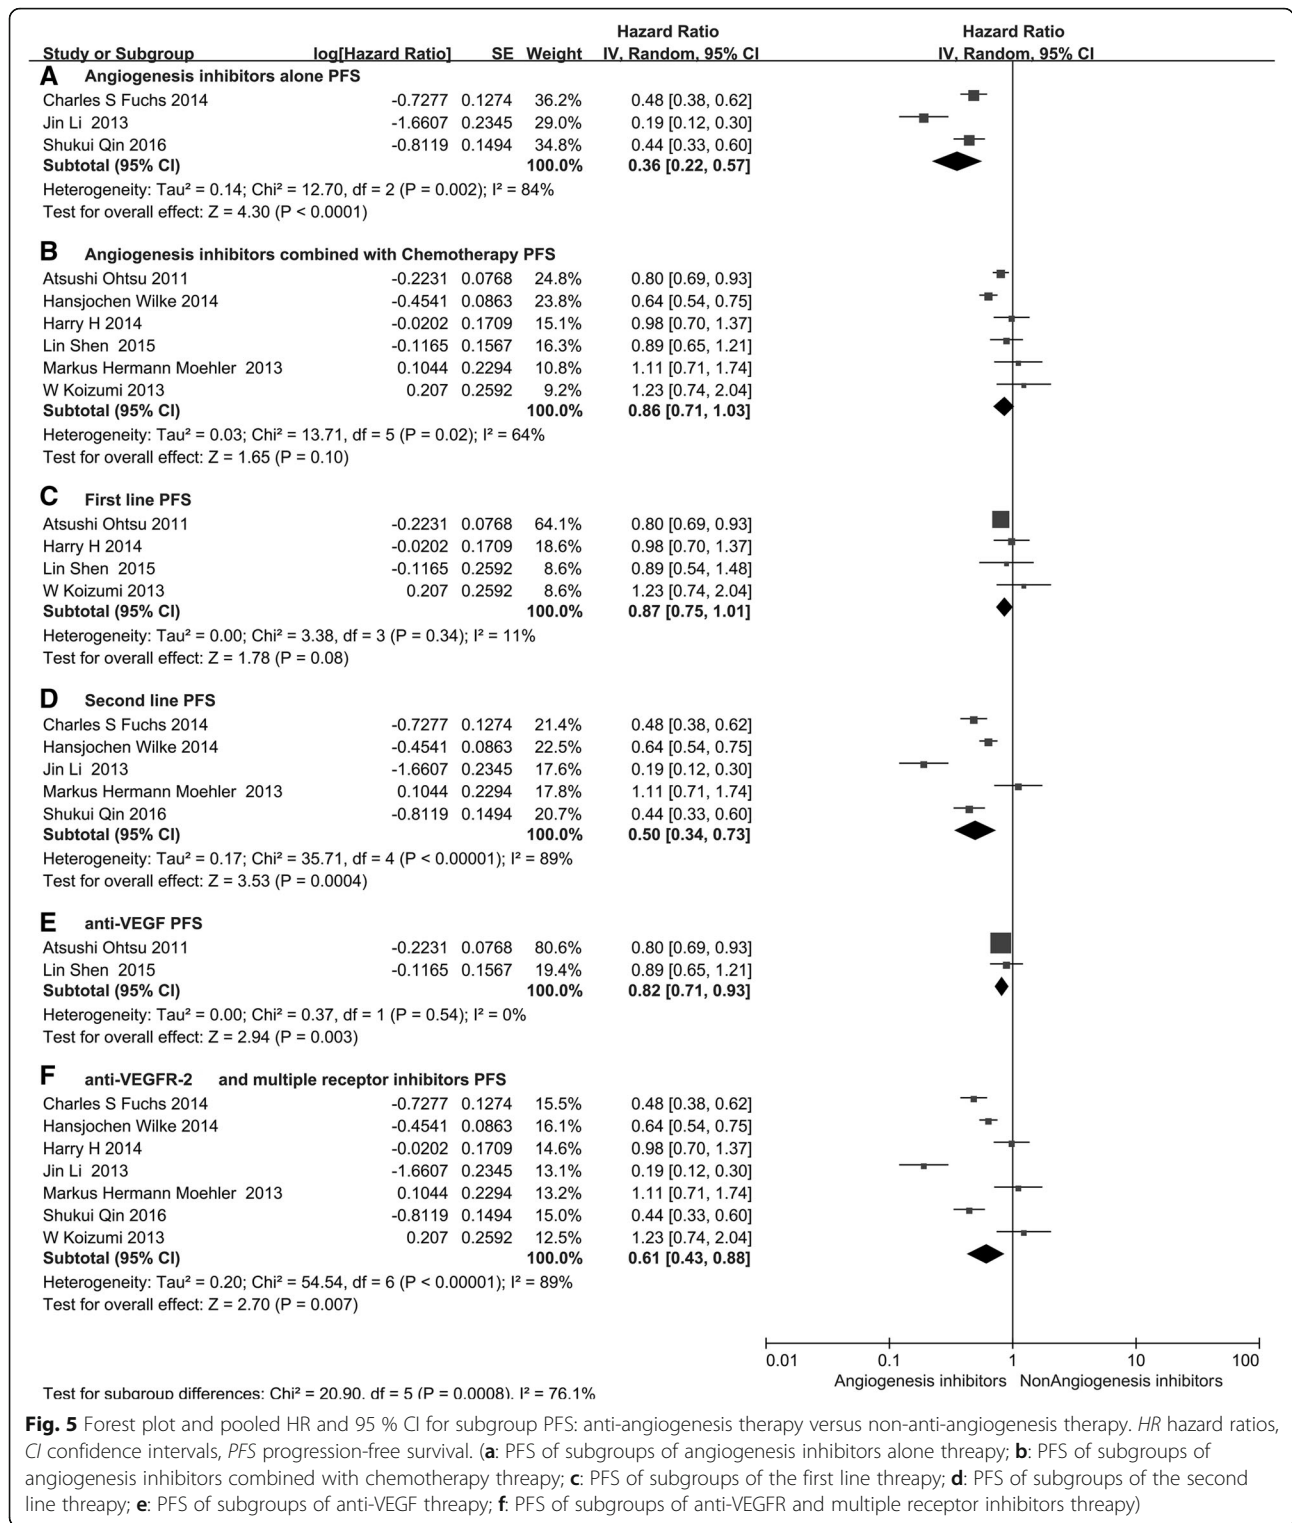 Hazard Ratio Hazard Ratio
Study or Subgroup log[Hazard Ratio] SE Weight IV, Random, 95% CI IV, Random, 95% CI
A Angiogenesis inhibitors alone PFS
Charles S Fuchs 2014 -0.7277 0.1274 36.2% 0.48 [0.38, 0.62]
Jin Li 2013 -1.6607 0.2345 29.0% 0.19 [0.12, 0.30]
Shukui Qin 2016 -0.8119 0.1494 34.8% 0.44 [0.33, 0.60]
Subtotal (95% CI) 100.0% 0.36 [0.22, 0.57]
Heterogeneity: Tau² = 0.14; Chi² = 12.70, df = 2 (P = 0.002); I² = 84%
Test for overall effect: Z = 4.30 (P < 0.0001)
B Angiogenesis inhibitors combined with Chemotherapy PFS
Atsushi Ohtsu 2011 -0.2231 0.0768 24.8% 0.80 [0.69, 0.93]
Hansjochen Wilke 2014 -0.4541 0.0863 23.8% 0.64 [0.54, 0.75]
Harry H 2014 -0.0202 0.1709 15.1% 0.98 [0.70, 1.37]
Lin Shen 2015 -0.1165 0.1567 16.3% 0.89 [0.65, 1.21]
Markus Hermann Moehler 2013 0.1044 0.2294 10.8% 1.11 [0.71, 1.74]
W Koizumi 2013 0.207 0.2592 9.2% 1.23 [0.74, 2.04]
Subtotal (95% CI) 100.0% 0.86 [0.71, 1.03]
Heterogeneity: Tau² = 0.03; Chi² = 13.71, df = 5 (P = 0.02); I² = 64%
Test for overall effect: Z = 1.65 (P = 0.10)
C First line PFS
Atsushi Ohtsu 2011 -0.2231 0.0768 64.1% 0.80 [0.69, 0.93]
Harry H 2014 -0.0202 0.1709 18.6% 0.98 [0.70, 1.37]
Lin Shen 2015 -0.1165 0.2592 8.6% 0.89 [0.54, 1.48]
W Koizumi 2013 0.207 0.2592 8.6% 1.23 [0.74, 2.04]
Subtotal (95% CI) 100.0% 0.87 [0.75, 1.01]
Heterogeneity: Tau² = 0.00; Chi² = 3.38, df = 3 (P = 0.34); I² = 11%
Test for overall effect: Z = 1.78 (P = 0.08)
D Second line PFS
Charles S Fuchs 2014 -0.7277 0.1274 21.4% 0.48 [0.38, 0.62]
Hansjochen Wilke 2014 -0.4541 0.0863 22.5% 0.64 [0.54, 0.75]
Jin Li 2013 -1.6607 0.2345 17.6% 0.19 [0.12, 0.30]
Markus Hermann Moehler 2013 0.1044 0.2294 17.8% 1.11 [0.71, 1.74]
Shukui Qin 2016 -0.8119 0.1494 20.7% 0.44 [0.33, 0.60]
Subtotal (95% CI) 100.0% 0.50 [0.34, 0.73]
Heterogeneity: Tau² = 0.17; Chi² = 35.71, df = 4 (P < 0.00001); I² = 89%
Test for overall effect: Z = 3.53 (P = 0.0004)
E anti-VEGF PFS
Atsushi Ohtsu 2011 -0.2231 0.0768 80.6% 0.80 [0.69, 0.93]
Lin Shen 2015 -0.1165 0.1567 19.4% 0.89 [0.65, 1.21]
Subtotal (95% CI) 100.0% 0.82 [0.71, 0.93]
Heterogeneity: Tau² = 0.00; Chi² = 0.37, df = 1 (P = 0.54); I² = 0%
Test for overall effect: Z = 2.94 (P = 0.003)
F anti-VEGFR-2 and multiple receptor inhibitors PFS
Charles S Fuchs 2014 -0.7277 0.1274 15.5% 0.48 [0.38, 0.62]
Hansjochen Wilke 2014 -0.4541 0.0863 16.1% 0.64 [0.54, 0.75]
Harry H 2014 -0.0202 0.1709 14.6% 0.98 [0.70, 1.37]
Jin Li 2013 -1.6607 0.2345 13.1% 0.19 [0.12, 0.30]
Markus Hermann Moehler 2013 0.1044 0.2294 13.2% 1.11 [0.71, 1.74]
Shukui Qin 2016 -0.8119 0.1494 15.0% 0.44 [0.33, 0.60]
W Koizumi 2013 0.207 0.2592 12.5% 1.23 [0.74, 2.04]
Subtotal (95% CI) 100.0% 0.61 [0.43, 0.88]
Heterogeneity: Tau² = 0.20; Chi² = 54.54, df = 6 (P < 0.00001); I² = 89%
Test for overall effect: Z = 2.70 (P = 0.007)
0.01 0.1 1 10 100
Angiogenesis inhibitors NonAngiogenesis inhibitors
Test for subgroup differences: Chi² = 20.90, df = 5 (P = 0.0008), I² = 76.1%
Fig. 5 Forest plot and pooled HR and 95 % CI for subgroup PFS: anti-angiogenesis therapy versus non-anti-angiogenesis therapy. HR hazard ratios,
CI confidence intervals, PFS progression-free survival. (a: PFS of subgroups of angiogenesis inhibitors alone threapy; b: PFS of subgroups of
angiogenesis inhibitors combined with chemotherapy threapy; c: PFS of subgroups of the first line threapy; d: PFS of subgroups of the second
line threapy; e: PFS of subgroups of anti-VEGF threapy; f: PFS of subgroups of anti-VEGFR and multiple receptor inhibitors threapy)